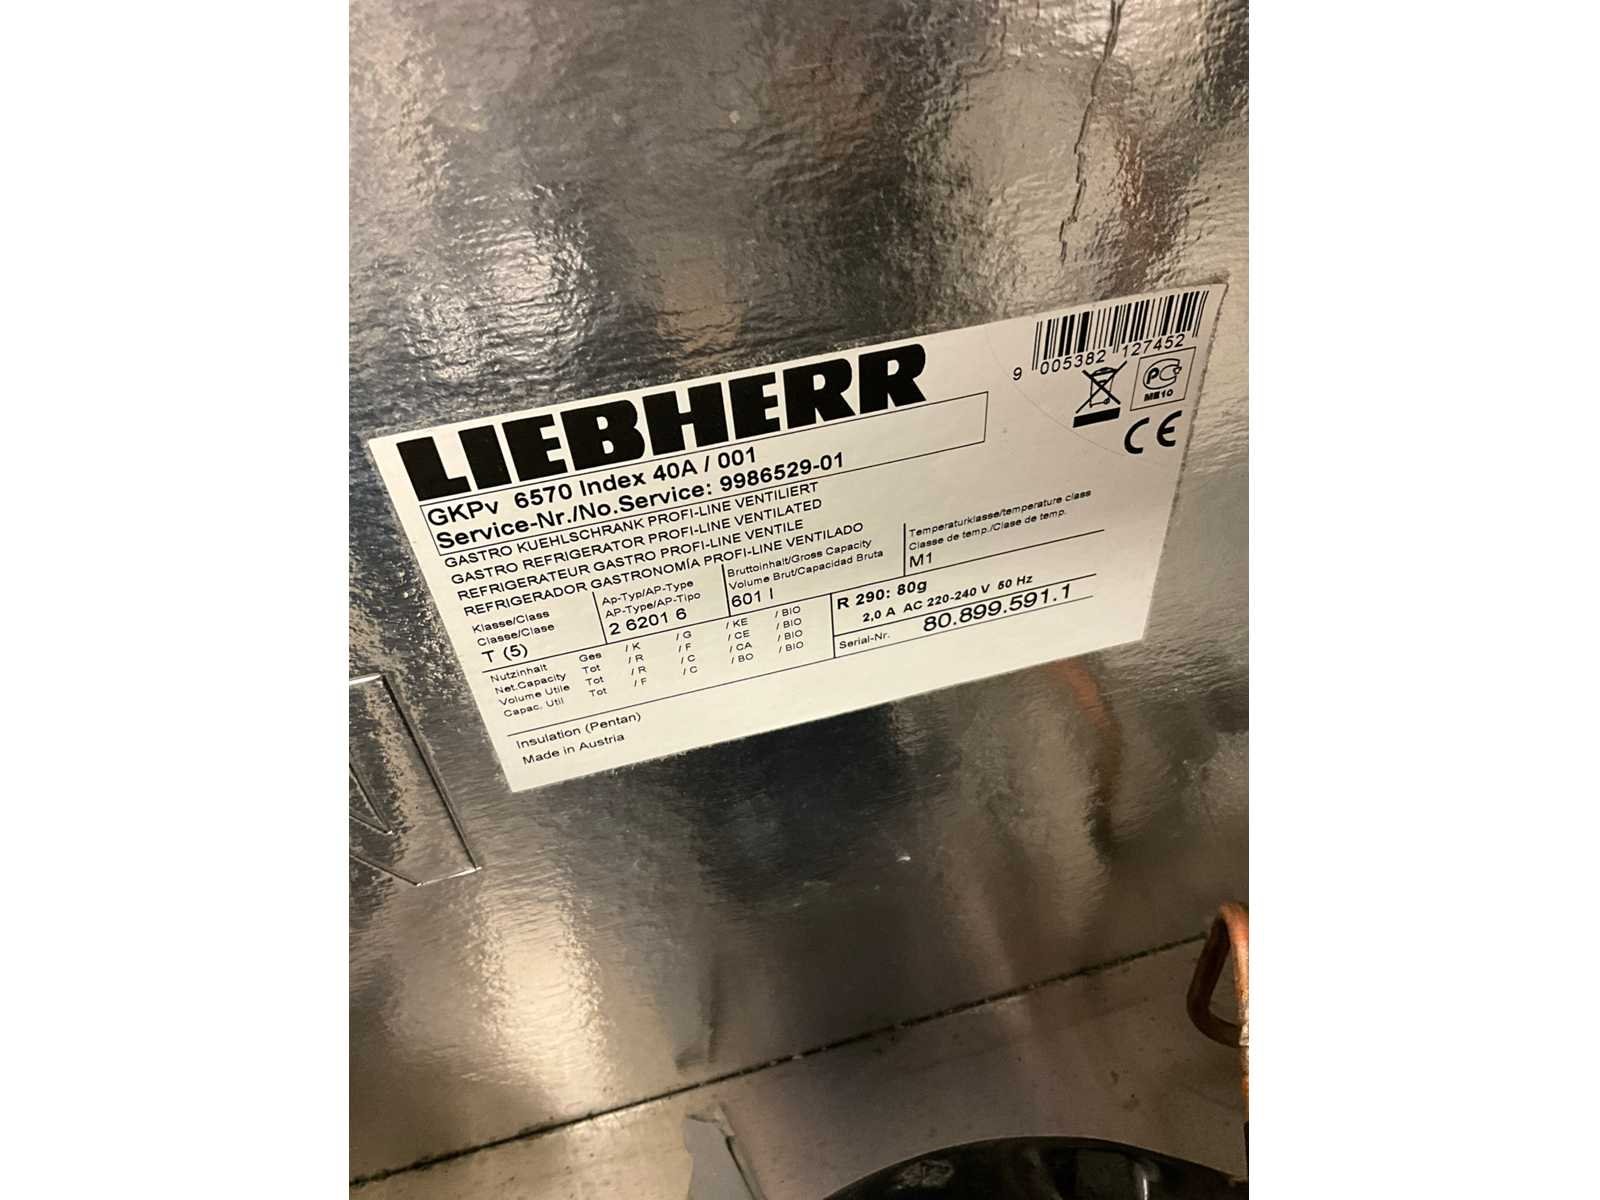 LIEBHERR
9 005382 127452
PC
ME10
CE
GKPv 6570 Index 40A / 001
Service-Nr./No.Service: 9986529-01
GASTRO KUEHLSCHRANK PROFI-LINE VENTILIERT
GASTRO REFRIGERATOR PROFI-LINE VENTILATED
REFRIGERATEUR GASTRO PROFI-LINE VENTILE
REFRIGERADOR GASTRONOMÍA PROFI-LINE VENTILADO
Klasse/Class
Classe/Clase
T (5)
Ap-Typ/AP-Type
AP-Type/AP-Tipo
2 6201 6
Bruttoinhalt/Gross Capacity
Volume Brut/Capacidad Bruta
601 l
Temperaturklasse/temperature class
Classe de temp./Clase de temp.
M1
Nutzinhalt Ges / K / G / KE / BIO
Net.Capacity Tot / R / F / CE / BIO
Volume Utile Tot / R / C / CA / BIO
Capac. Util Tot / F / C / BO / BIO
R 290: 80g
2,0 A AC 220-240 V 50 Hz
Serial-Nr. 80.899.591.1
Insulation (Pentan)
Made in Austria